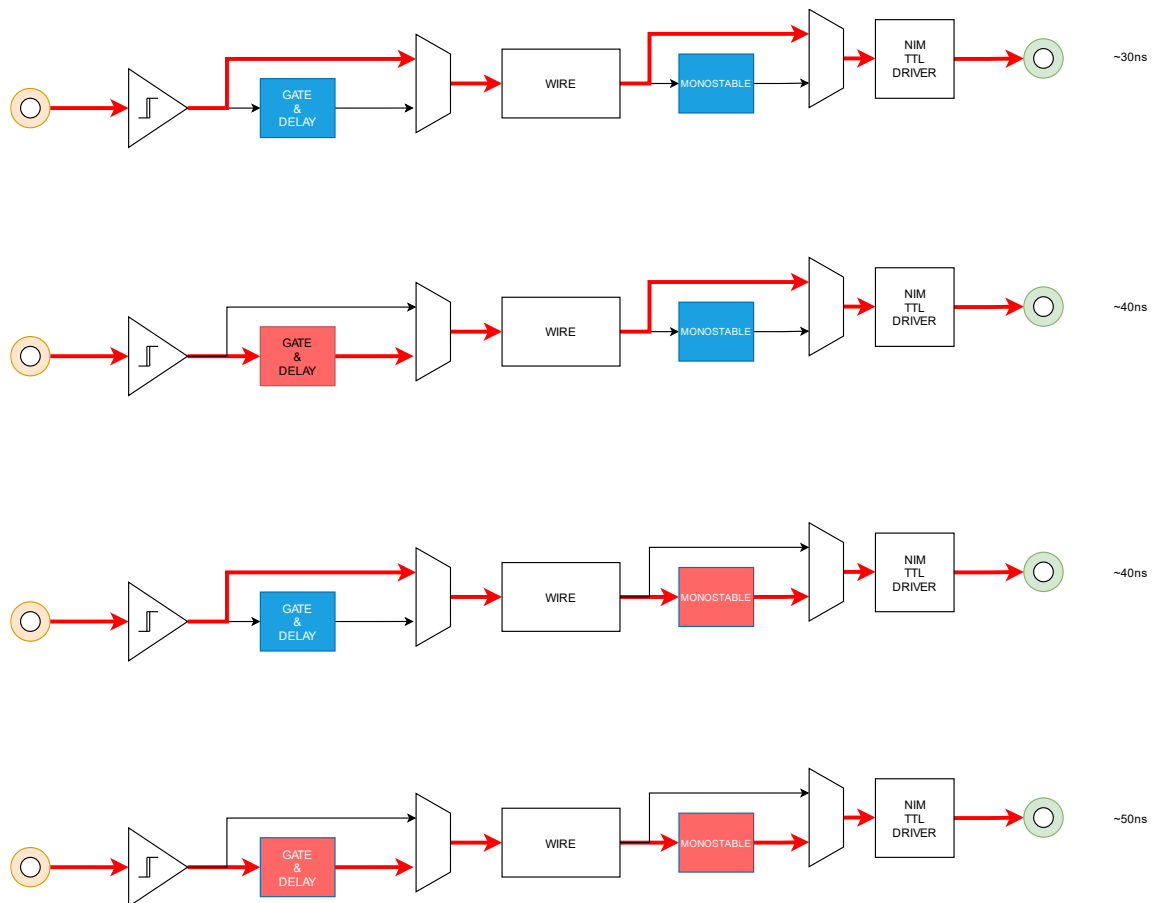 GATE
&
DELAY
WIRE
MONOSTABLE
NIM
TTL
DRIVER
~30ns
GATE
&
DELAY
WIRE
MONOSTABLE
NIM
TTL
DRIVER
~40ns
GATE
&
DELAY
WIRE
MONOSTABLE
NIM
TTL
DRIVER
~40ns
GATE
&
DELAY
WIRE
MONOSTABLE
NIM
TTL
DRIVER
~50ns